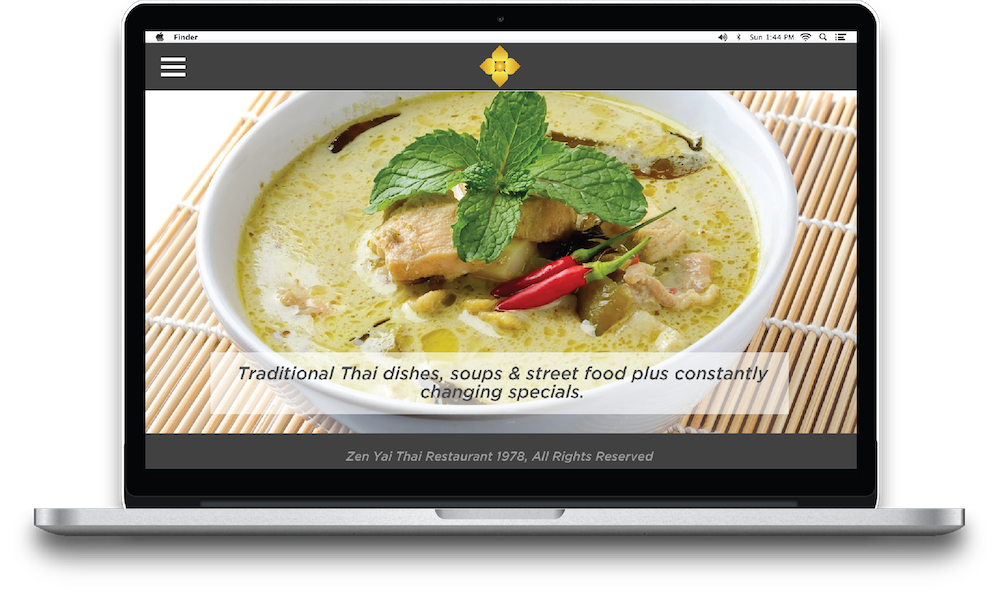 Finder
Sun 1:44 PM
Traditional Thai dishes, soups & street food plus constantly
changing specials.
Zen Yai Thai Restaurant 1978, All Rights Reserved